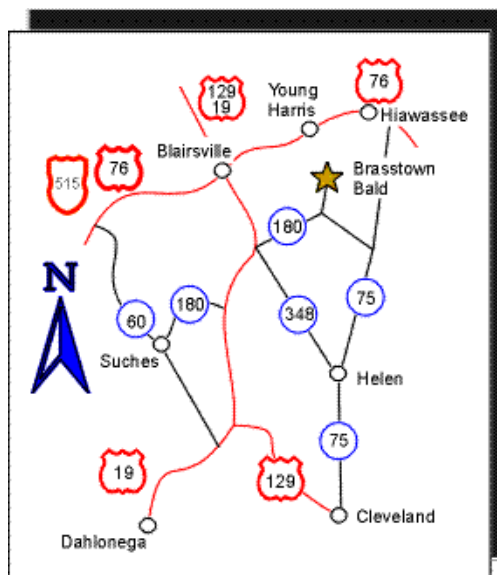 129
19
Young
Harris
76
Hiawassee
Blairsville
76
515
Brasstown
Bald
180
N
180
60
348
75
Suches
Helen
75
19
129
Cleveland
Dahlonega